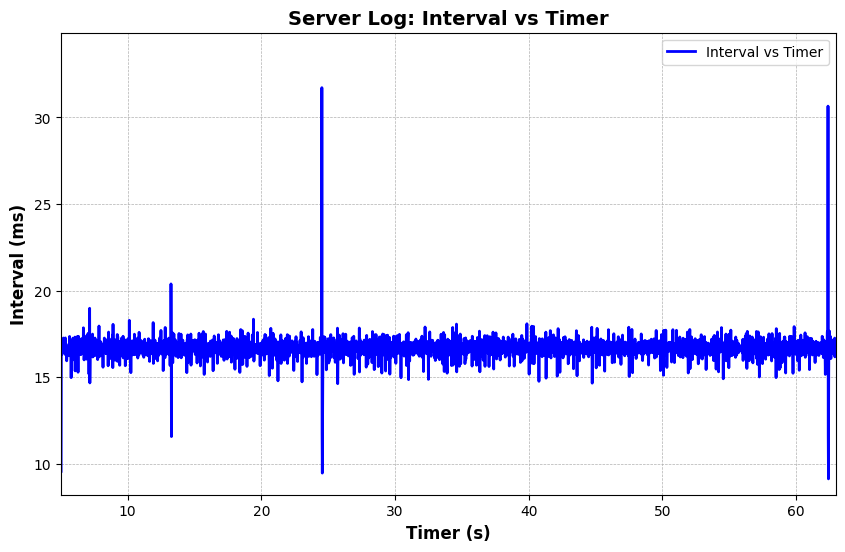 Server Log: Interval vs Timer
Interval vs Timer
Interval (ms)
30
25
20
15
10
10 20 30 40 50 60
Timer (s)